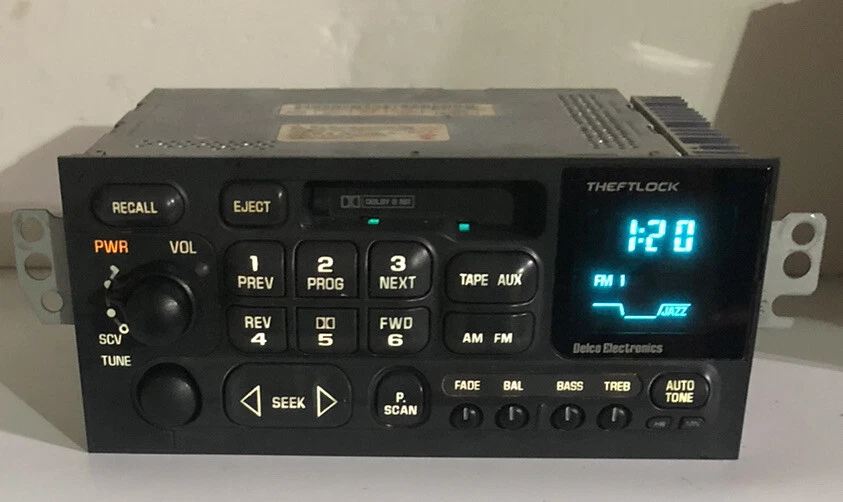 THEFTLOCK
RECALL
EJECT
DOLBY B NR
1:20
PWR
VOL
1
PREV
2
PROG
3
NEXT
TAPE AUX
FM 1
JAZZ
SCV
TUNE
REV
4
5
FWD
6
AM FM
Delco Electronics
SEEK
P.
SCAN
FADE
BAL
BASS
TREB
AUTO
TONE